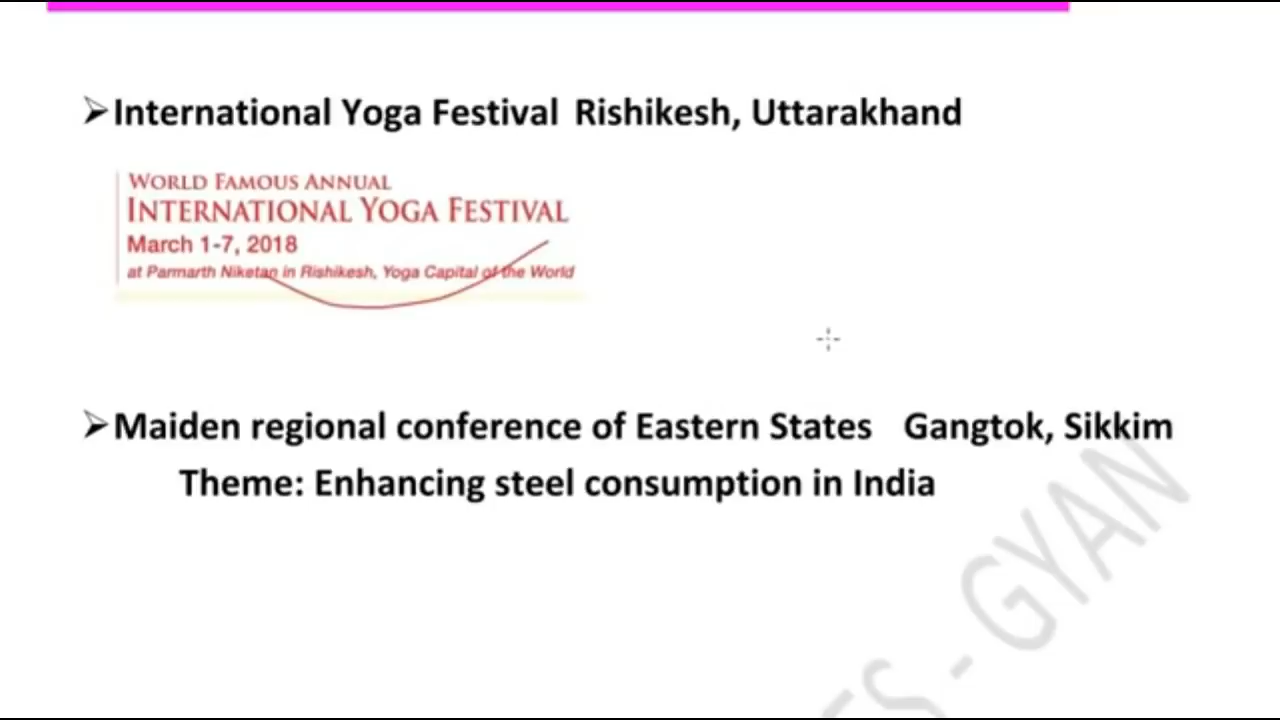 ➢International Yoga Festival Rishikesh, Uttarakhand
WORLD FAMOUS ANNUAL
INTERNATIONAL YOGA FESTIVAL
March 1-7, 2018
at Parmarth Niketan in Rishikesh, Yoga Capital of the World
➢Maiden regional conference of Eastern States Gangtok, Sikkim
Theme: Enhancing steel consumption in India
ES - GYAN